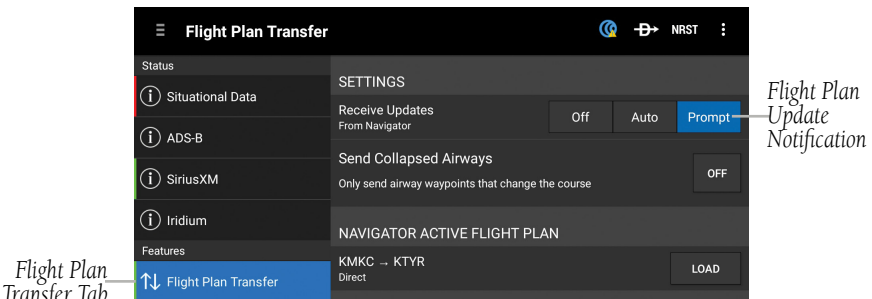 Flight Plan Transfer
NRST
Status
Situational Data
ADS-B
SiriusXM
Iridium
Features
Flight Plan Transfer
SETTINGS
Receive Updates
From Navigator
Off Auto Prompt
Send Collapsed Airways
Only send airway waypoints that change the course
OFF
NAVIGATOR ACTIVE FLIGHT PLAN
KMKC → KTYR
Direct
LOAD
Flight Plan
Update
Notification
Flight Plan
Transfer Tab